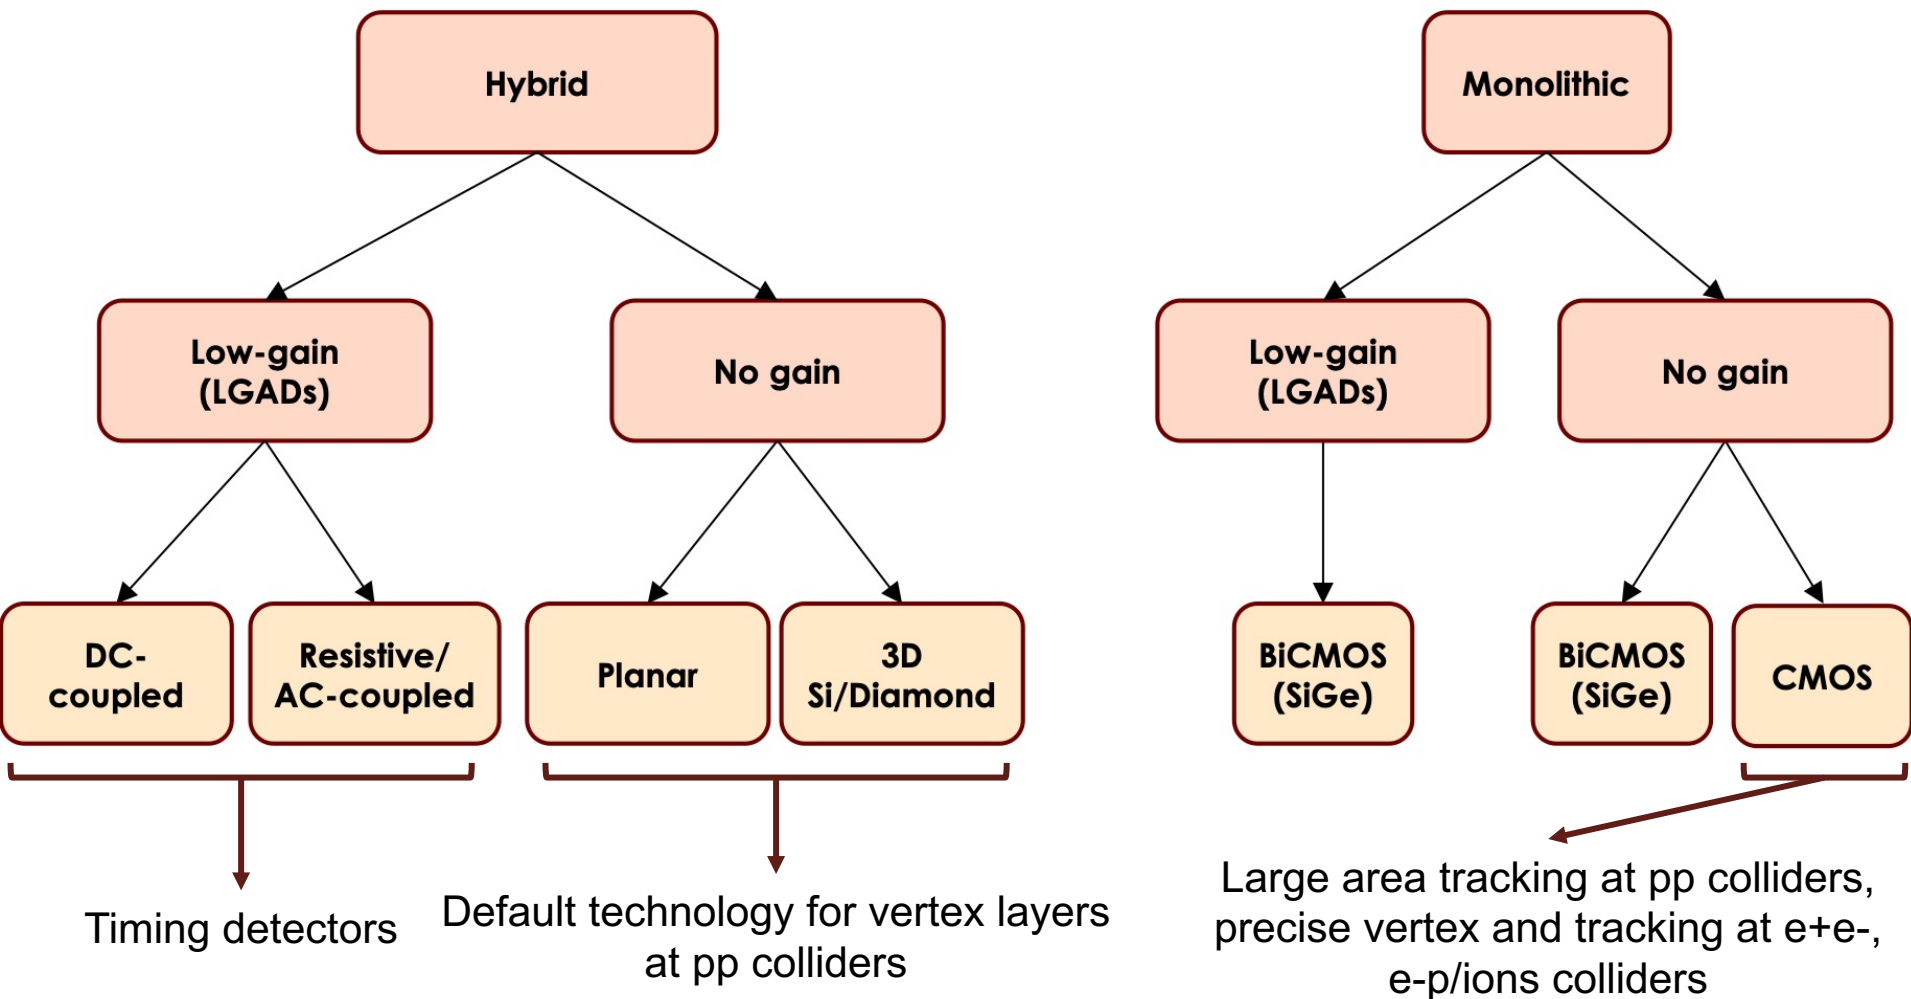 Hybrid
Monolithic
Low-gain
(LGADs)
No gain
Low-gain
(LGADs)
No gain
DC-
coupled
Resistive/
AC-coupled
Planar
3D
Si/Diamond
BiCMOS
(SiGe)
BiCMOS
(SiGe)
CMOS
Timing detectors
Default technology for vertex layers
at pp colliders
Large area tracking at pp colliders,
precise vertex and tracking at e+e-,
e-p/ions colliders